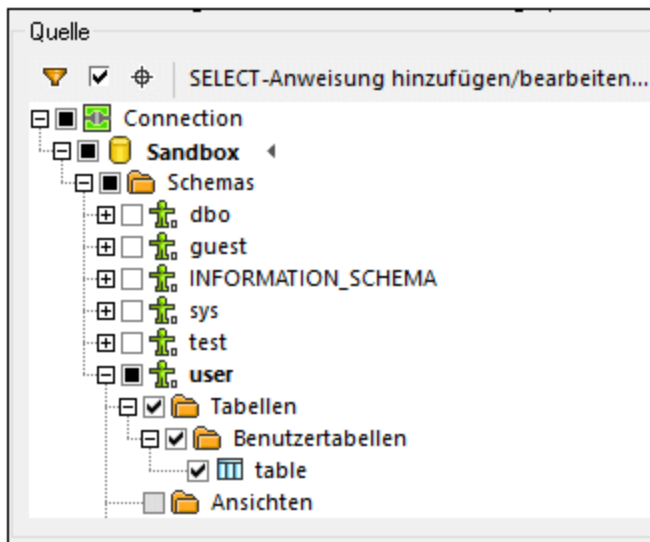 Quelle
SELECT-Anweisung hinzufügen/bearbeiten...
Connection
Sandbox
Schemas
dbo
guest
INFORMATION_SCHEMA
sys
test
user
Tabellen
Benutzertabellen
table
Ansichten